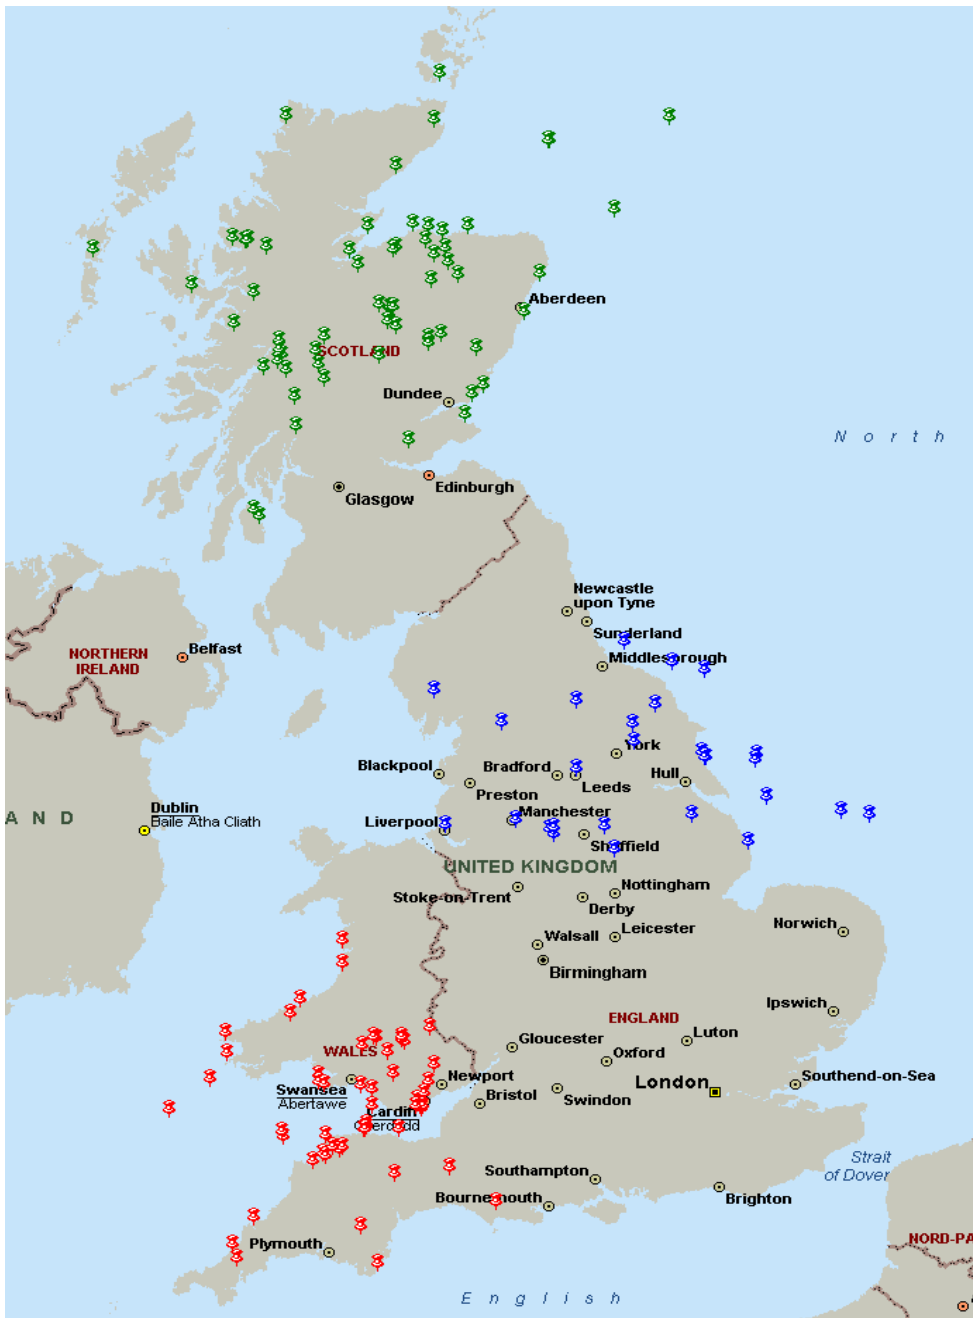 Aberdeen
SCOTLAND
Dundee
N o r t h
Edinburgh
Glasgow
Newcastle
upon Tyne
Sunderland
NORTHERN
IRELAND
Belfast
Middlesbrough
York
Blackpool
Bradford
Leeds
Hull
Preston
Dublin
Baile Atha Cliath
A N D
Manchester
Liverpool
Sheffield
UNITED KINGDOM
Stoke-on-Trent
Nottingham
Derby
Norwich
Walsall
Leicester
Birmingham
Ipswich
ENGLAND
Gloucester
Luton
WALES
Oxford
London
Southend-on-Sea
Swansea
Abertawe
Newport
Swindon
Bristol
Cardiff
Caerdydd
Strait
of Dover
Southampton
Bournemouth
Brighton
Plymouth
NORD-PA
E n g l i s h